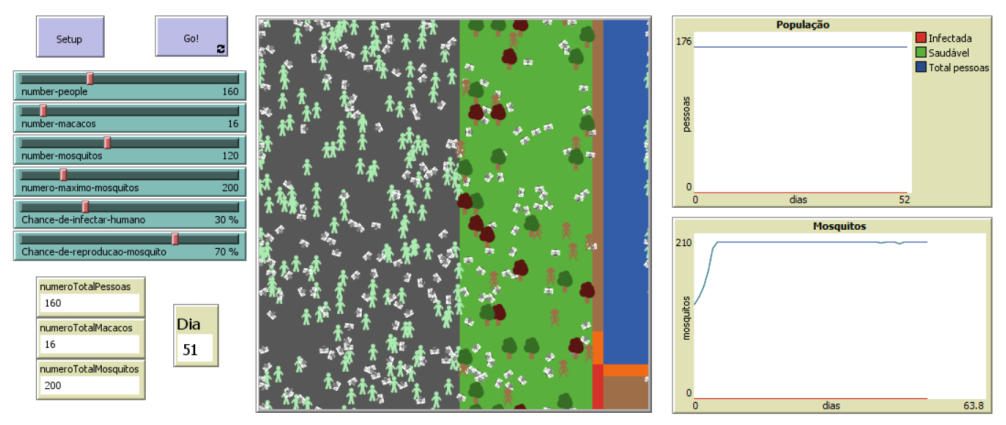 Setup
Go!
number-people 160
number-macacos 16
number-mosquitos 120
numero-maximo-mosquitos 200
Chance-de-infectar-humano 30 %
Chance-de-reproducao-mosquito 70 %
numeroTotalPessoas
160
numeroTotalMacacos
16
numeroTotalMosquitos
200
Dia
51
População
176
pessoas
0
0
dias
52
Infectada
Saudável
Total pessoas
Mosquitos
210
mosquitos
0
0
dias
63.8